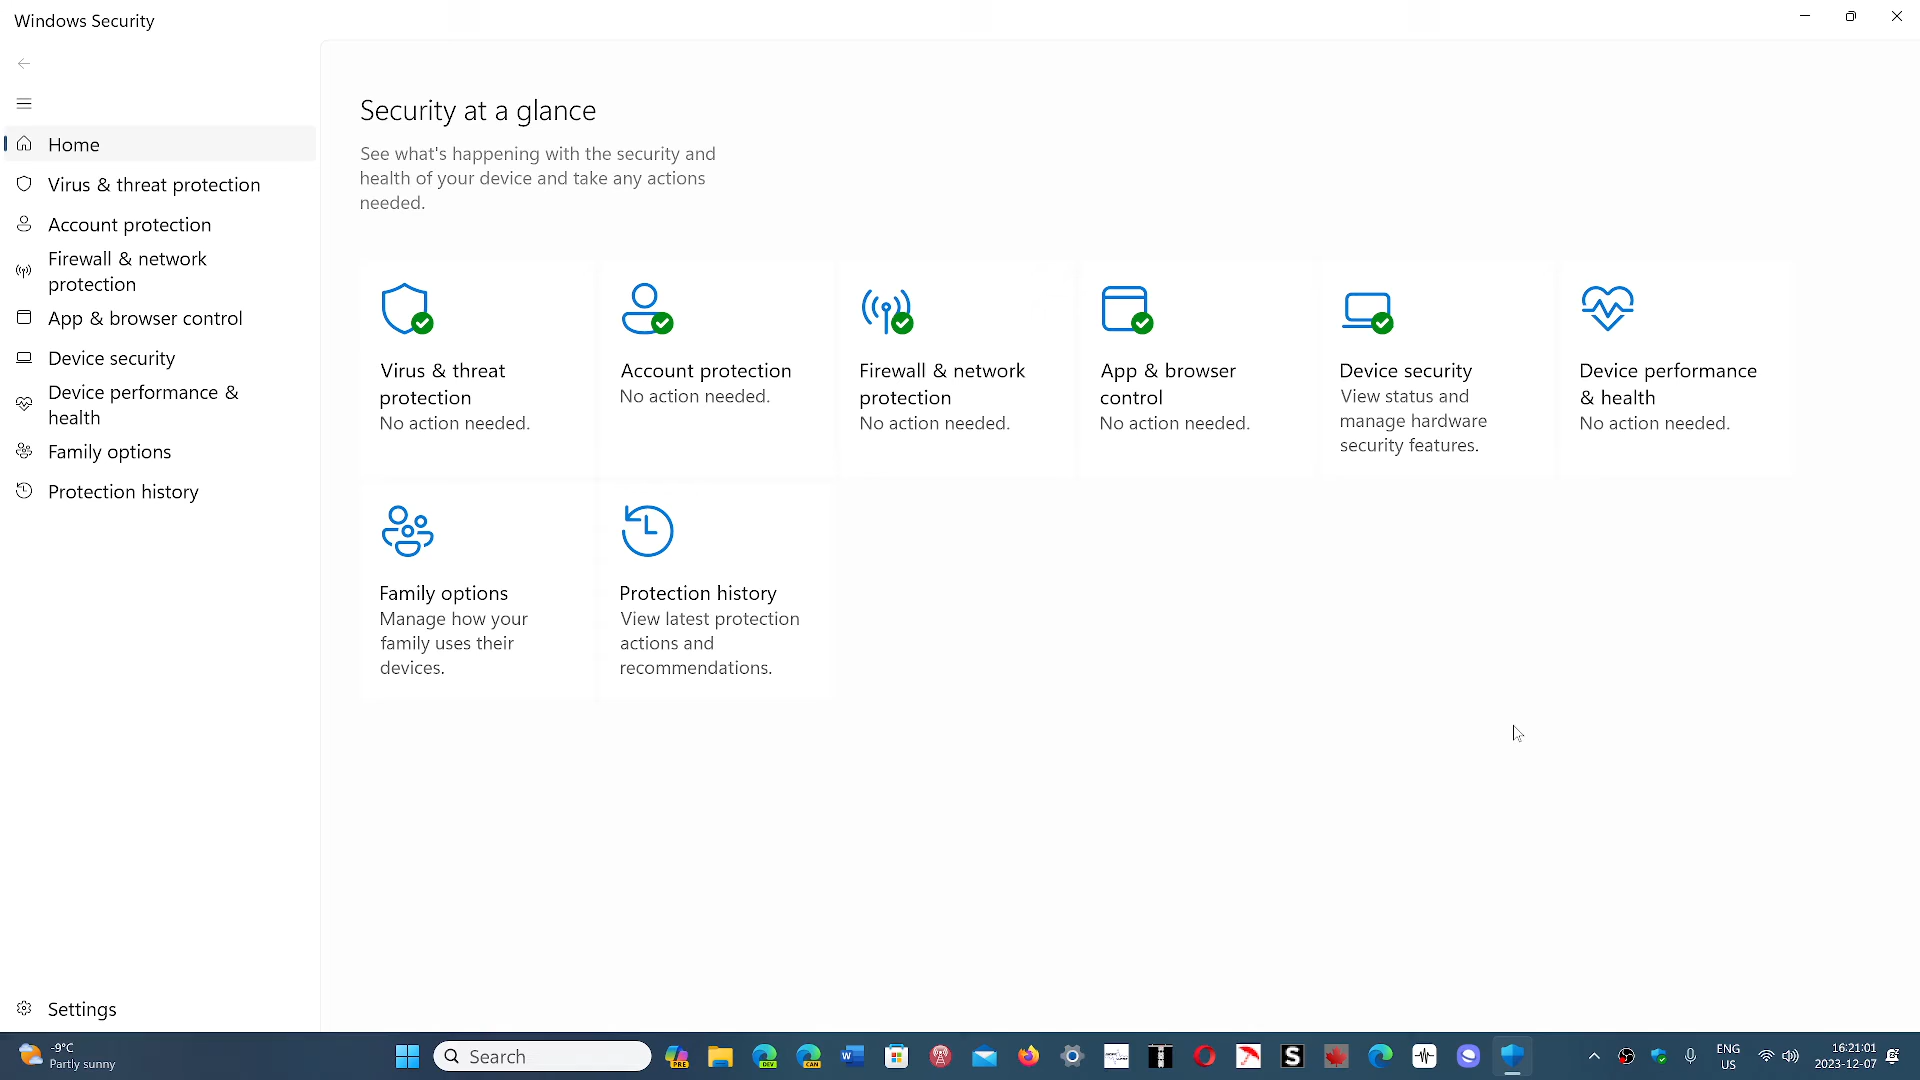 Windows Security
Home
Virus & threat protection
Account protection
Firewall & network
protection
App & browser control
Device security
Device performance &
health
Family options
Protection history
Settings
Security at a glance
See what's happening with the security and
health of your device and take any actions
needed.
Virus & threat
protection
No action needed.
Account protection
No action needed.
Firewall & network
protection
No action needed.
App & browser
control
No action needed.
Device security
View status and
manage hardware
security features.
Device performance
& health
No action needed.
Family options
Manage how your
family uses their
devices.
Protection history
View latest protection
actions and
recommendations.
-9°C
Partly sunny
Search
PRE
DEV
CAN
W
S
ENG
US
16:21:01
2023-12-07